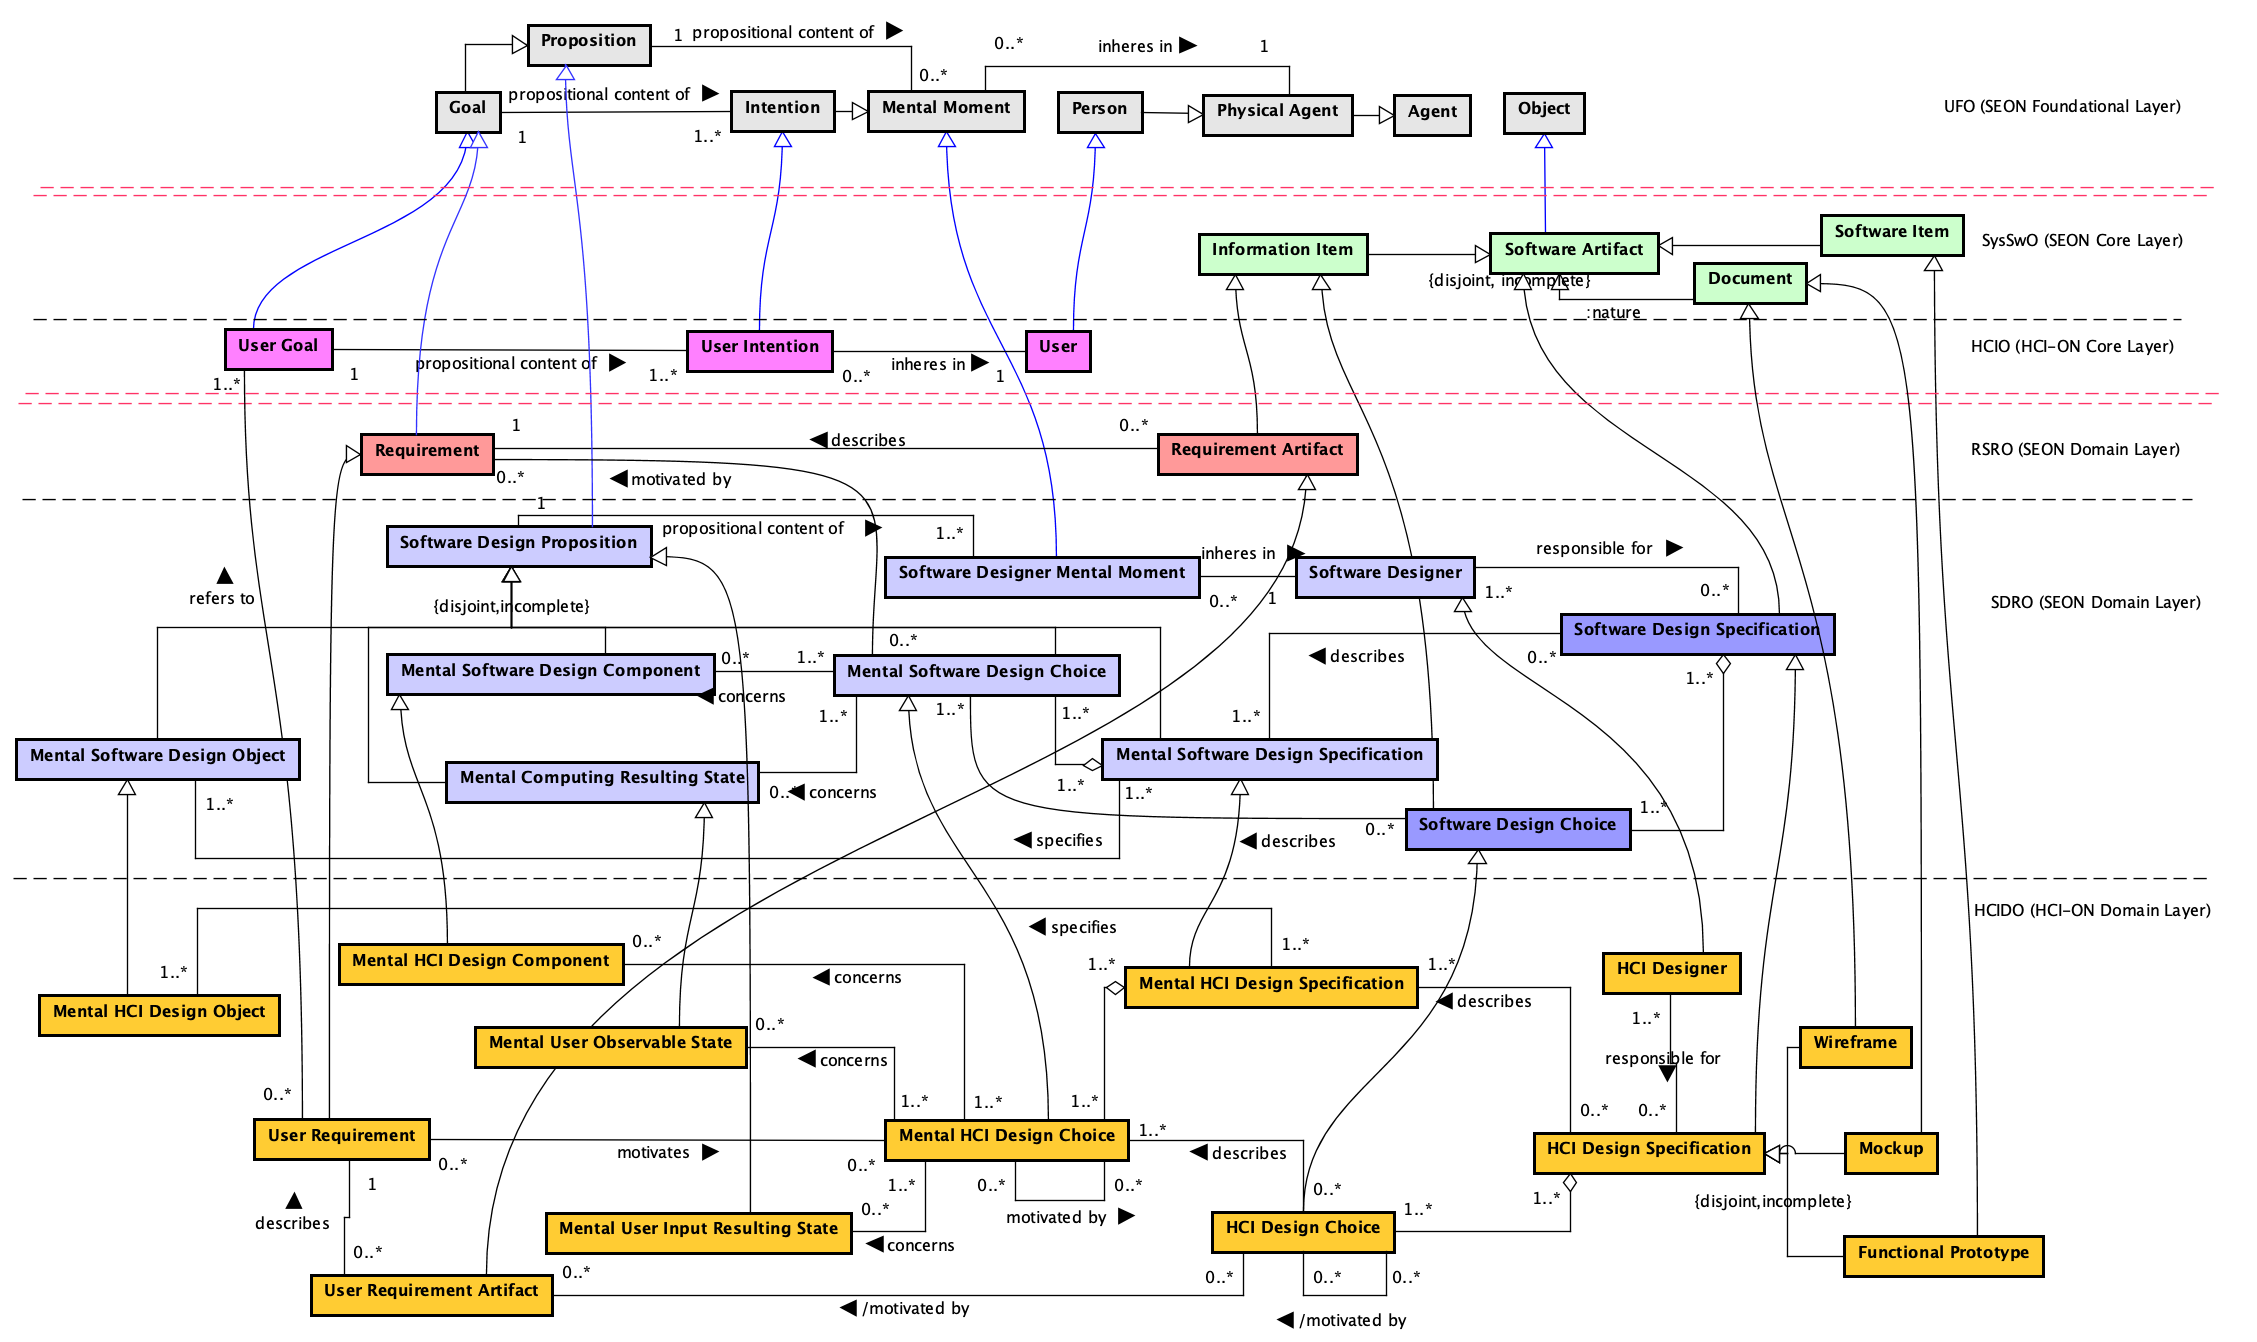 Proposition
1
propositional content of
0..*
0..*
inheres in
1
Goal
propositional content of
1
1..*
Intention
Mental Moment
Person
Physical Agent
Agent
Object
UFO (SEON Foundational Layer)
Information Item
Software Artifact
Software Item
SysSwO (SEON Core Layer)
{disjoint, incomplete}
Document
:nature
User Goal
propositional content of
1
1..*
1..*
User Intention
0..*
inheres in
1
User
HCIO (HCI-ON Core Layer)
Requirement
1
describes
0..*
Requirement Artifact
RSRO (SEON Domain Layer)
0..*
motivated by
1
Software Design Proposition
propositional content of
1..*
Software Designer Mental Moment
inheres in
0..*
1
Software Designer
responsible for
1..*
0..*
refers to
{disjoint,incomplete}
SDRO (SEON Domain Layer)
Software Design Specification
0..*
Mental Software Design Component
0..*
1..*
concerns
Mental Software Design Choice
describes
0..*
1..*
1..*
1..*
1..*
1..*
Mental Software Design Object
1..*
Mental Computing Resulting State
0..*
concerns
Mental Software Design Specification
1..*
1..*
specifies
describes
0..*
Software Design Choice
1..*
HCIDO (HCI-ON Domain Layer)
specifies
1..*
Mental HCI Design Component
0..*
concerns
1..*
Mental HCI Design Specification
1..*
describes
HCI Designer
1..*
responsible for
1..*
Mental HCI Design Object
Mental User Observable State
0..*
concerns
Wireframe
0..*
1..*
1..*
1..*
0..*
0..*
User Requirement
0..*
motivates
0..*
Mental HCI Design Choice
1..*
describes
HCI Design Specification
Mockup
1
describes
0..*
1..*
0..*
0..*
motivated by
0..*
1..*
{disjoint,incomplete}
Mental User Input Resulting State
0..*
concerns
HCI Design Choice
1..*
Functional Prototype
User Requirement Artifact
0..*
/motivated by
0..*
0..*
0..*
/motivated by